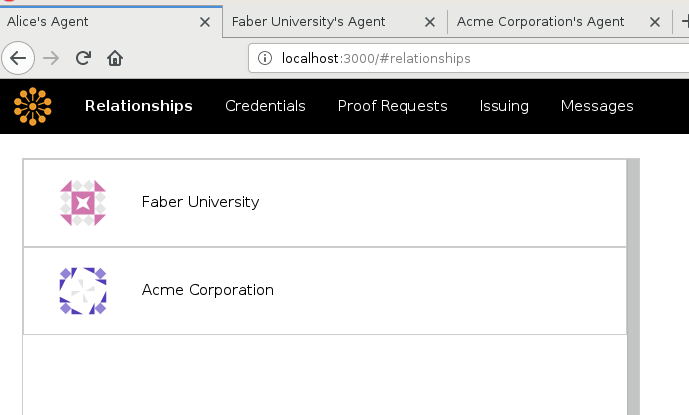 Alice's Agent
Faber University's Agent
Acme Corporation's Agent
localhost:3000/#relationships
Relationships
Credentials
Proof Requests
Issuing
Messages
Faber University
Acme Corporation